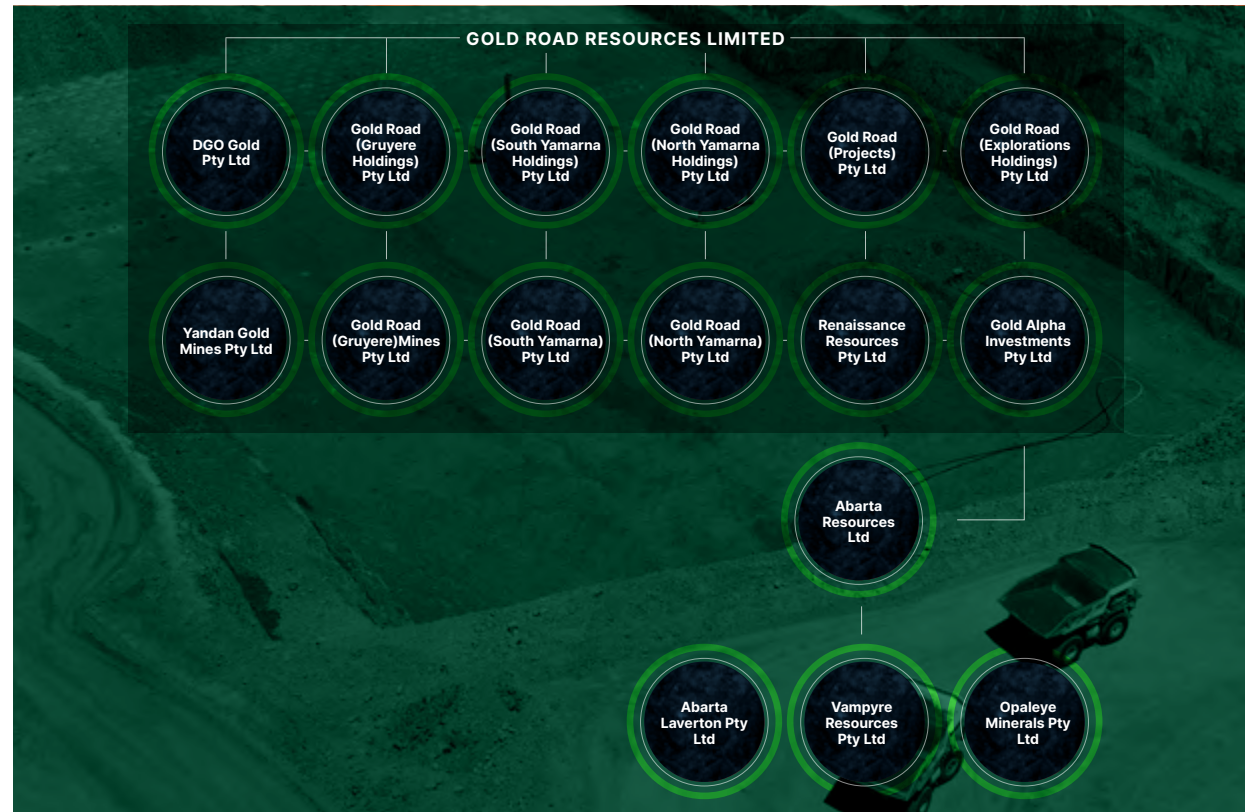 GOLD ROAD RESOURCES LIMITED
DGO Gold
Pty Ltd
Gold Road
(Gruyere
Holdings)
Pty Ltd
Gold Road
(South Yamarna
Holdings)
Pty Ltd
Gold Road
(North Yamarna
Holdings)
Pty Ltd
Gold Road
(Projects)
Pty Ltd
Gold Road
(Explorations
Holdings)
Pty Ltd
Yandan Gold
Mines Pty Ltd
Gold Road
(Gruyere)Mines
Pty Ltd
Gold Road
(South Yamarna)
Pty Ltd
Gold Road
(North Yamarna)
Pty Ltd
Renaissance
Resources
Pty Ltd
Gold Alpha
Investments
Pty Ltd
Abarta
Resources
Ltd
Abarta
Laverton Pty
Ltd
Vampyre
Resources
Pty Ltd
Opaleye
Minerals Pty
Ltd